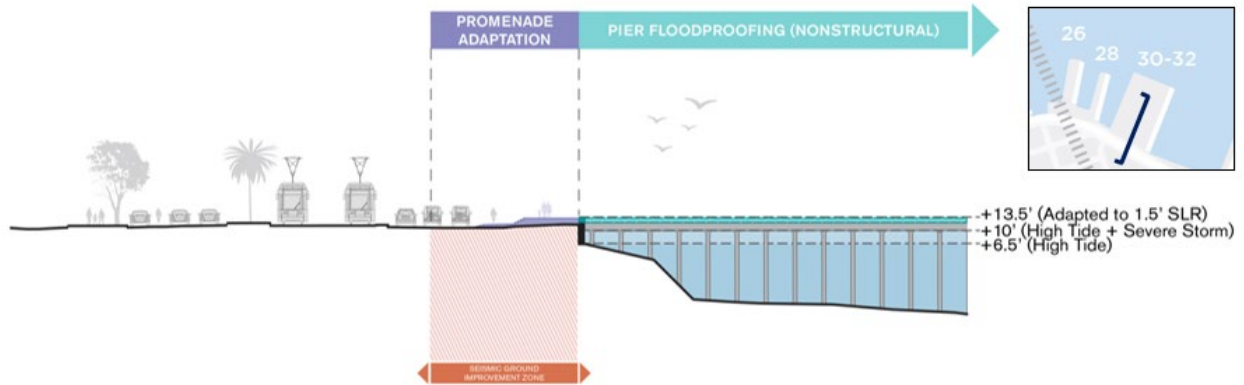 PROMENADE
ADAPTATION
PIER FLOODPROOFING (NONSTRUCTURAL)
26
28
30-32
+13.5' (Adapted to 1.5' SLR)
+10' (High Tide + Severe Storm)
+6.5' (High Tide)
SEISMIC GROUND
IMPROVEMENT ZONE